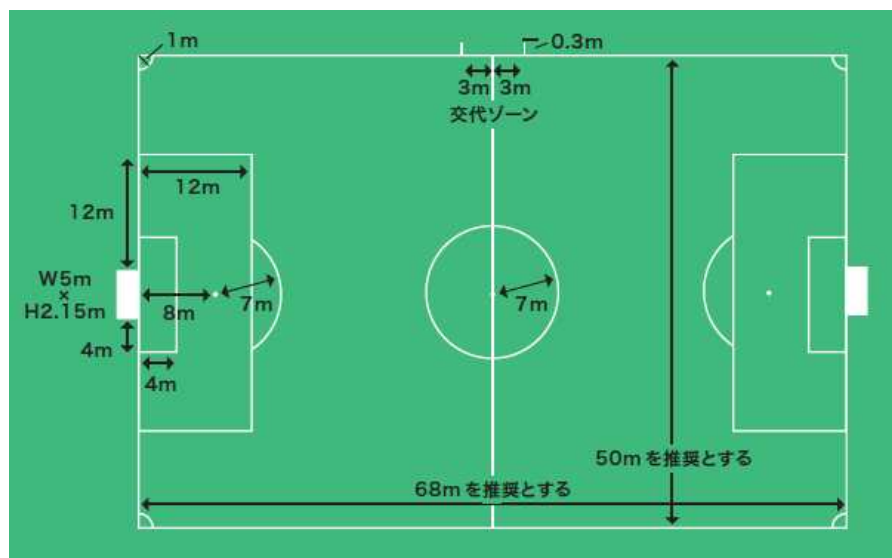 1m
0.3m
3m 3m
交代ゾーン
12m
12m
W5m
×
H2.15m
8m
7m
7m
4m
4m
50mを推奨とする
68mを推奨とする